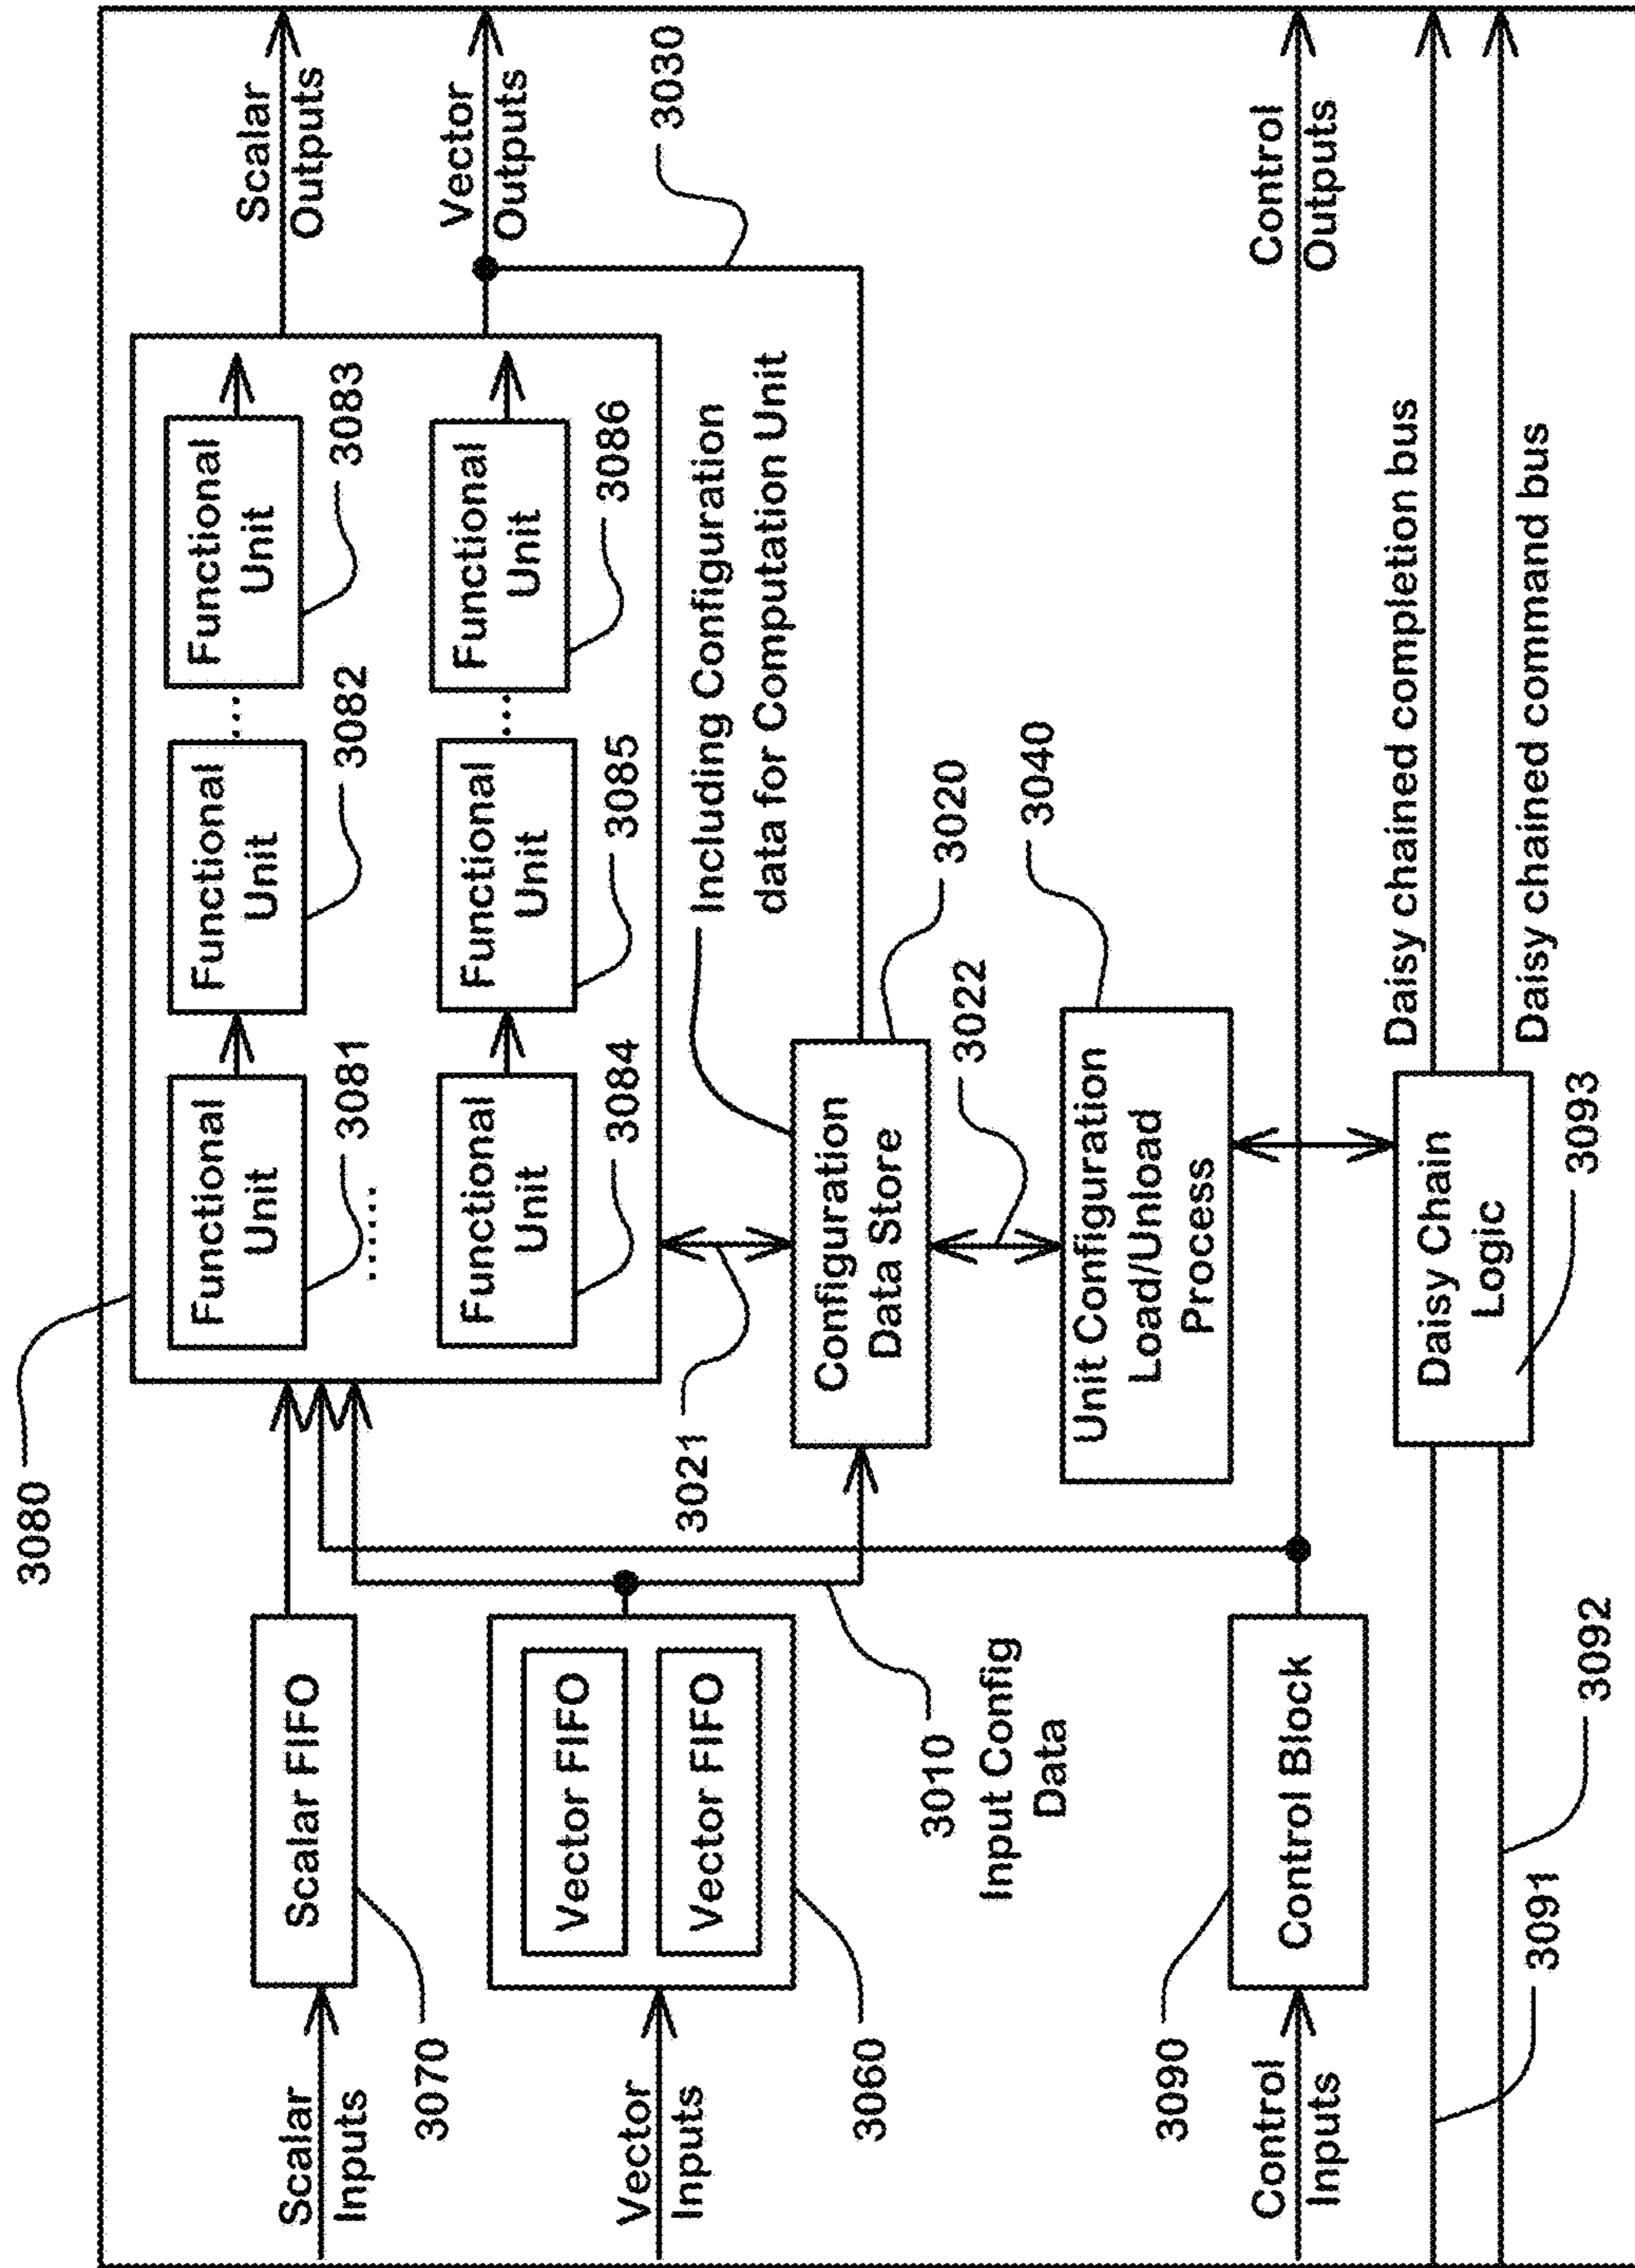 3080
Scalar
Inputs
3070
Scalar FIFO
Functional
Unit
3081
......
Functional
Unit
3082
...
Functional
Unit
3083
Scalar
Outputs
Vector
Inputs
3060
Vector FIFO
Vector FIFO
Functional
Unit
3084
Functional
Unit
3085
...
Functional
Unit
3086
Vector
Outputs
3030
3021
Including Configuration
data for Computation Unit
3010
Input Config
Data
Configuration
Data Store
3020
3022
Unit Configuration
Load/Unload
Process
3040
Control
Inputs
3090
Control Block
Control
Outputs
3091
3092
Daisy Chain
Logic
3093
Daisy chained completion bus
Daisy chained command bus